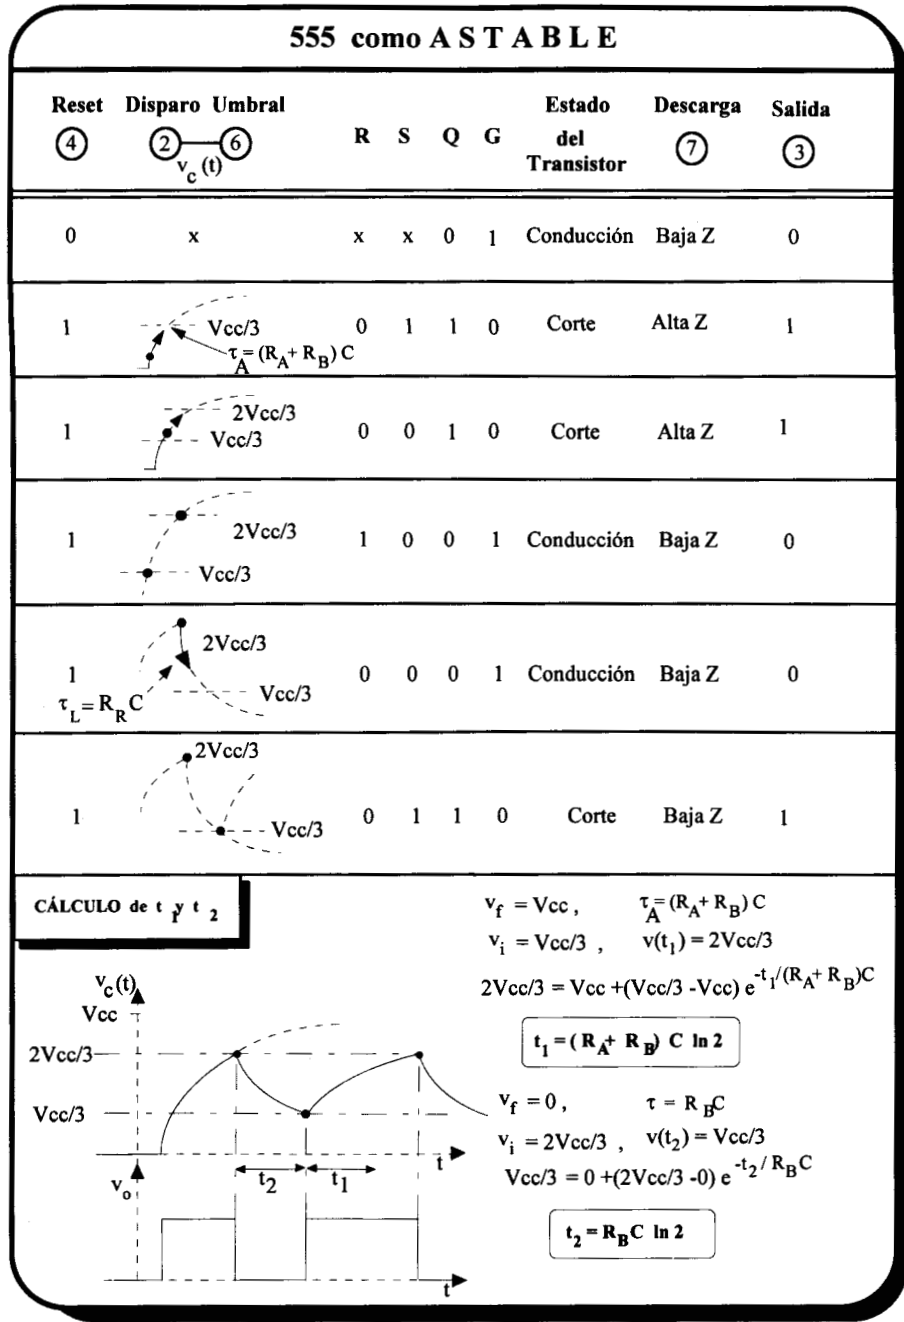 555 como A S T A B L E
Reset Disparo Umbral R S Q G Estado del Transistor Descarga Salida
4 2 6 7 3
v_c (t)
0 x x x 0 1 Conducción Baja Z 0
1 Vcc/3 0 1 1 0 Corte Alta Z 1
τ_A=(R_A+ R_B) C
2Vcc/3
1 Vcc/3 0 0 1 0 Corte Alta Z 1
1 2Vcc/3 1 0 0 1 Conducción Baja Z 0
Vcc/3
2Vcc/3
1 Vcc/3 0 0 0 1 Conducción Baja Z 0
τ_L=R_R C
2Vcc/3
1 Vcc/3 0 1 1 0 Corte Baja Z 1
CÁLCULO de t_1 y t_2
v_f = Vcc , τ_A=(R_A+ R_B) C
v_i = Vcc/3 , v(t_1) = 2Vcc/3
2Vcc/3 = Vcc +(Vcc/3 -Vcc) e^-t_1/(R_A+ R_B)C
t_1 = ( R_A+ R_B) C ln 2
v_f = 0 , τ = R_B C
v_i = 2Vcc/3 , v(t_2) = Vcc/3
Vcc/3 = 0 +(2Vcc/3 -0) e^-t_2/ R_B C
t_2 = R_B C ln 2
v_c(t)
Vcc
2Vcc/3
Vcc/3
t
t_2 t_1
v_o
t